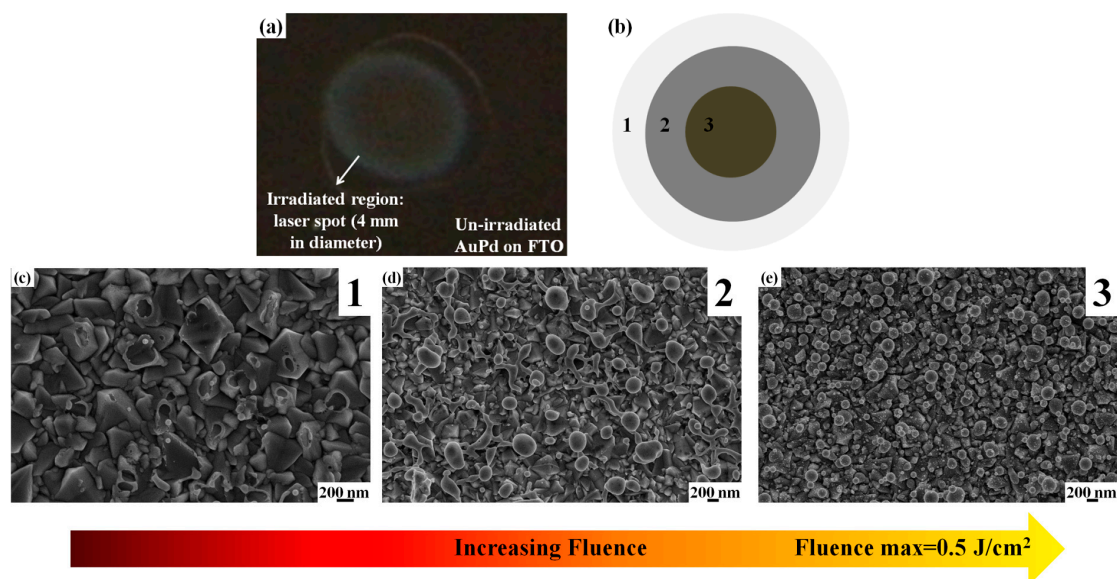 (a)
Irradiated region:
laser spot (4 mm
in diameter)
Un-irradiated
AuPd on FTO
(b)
1 2 3
(c)
1
200 nm
(d)
2
200 nm
(e)
3
200 nm
Increasing Fluence
Fluence max=0.5 J/cm²